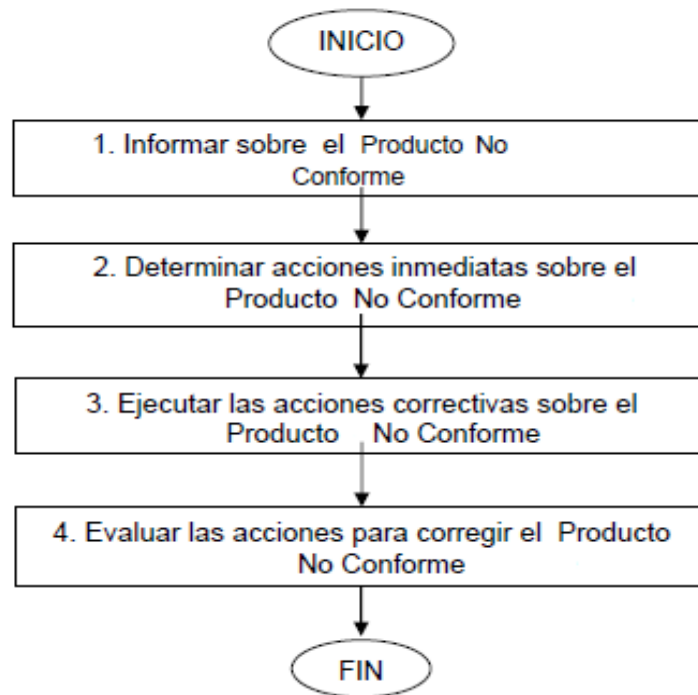 INICIO
1. Informar sobre el Producto No
Conforme
2. Determinar acciones inmediatas sobre el
Producto No Conforme
3. Ejecutar las acciones correctivas sobre el
Producto No Conforme
4. Evaluar las acciones para corregir el Producto
No Conforme
FIN